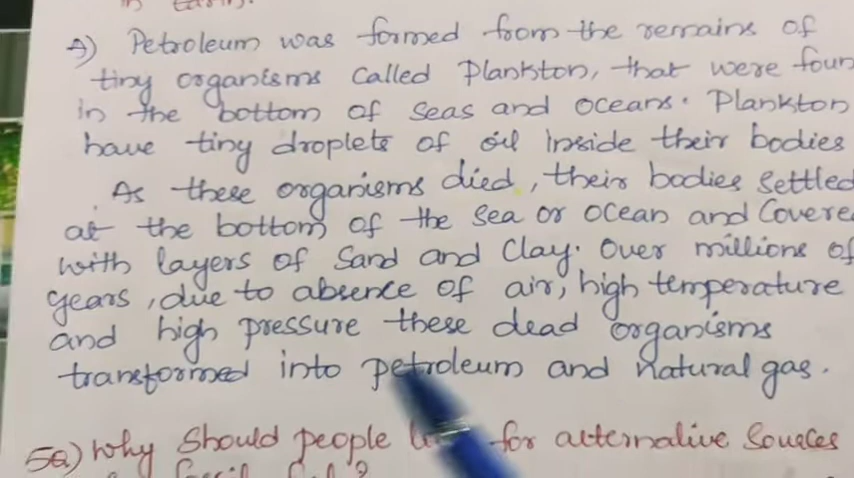 in
A) Petroleum was formed from the remains of
tiny organisms called Plankton, that were foun
in the bottom of seas and oceans. Plankton
have tiny droplets of oil inside their bodies
As these organisms died, their bodies settled
at the bottom of the sea or ocean and Covere
with layers of Sand and Clay. Over millions of
years, due to absence of air, high temperature
and high pressure these dead organisms
transformed into petroleum and natural gas.
5Q) Why Should people for alternative Sources